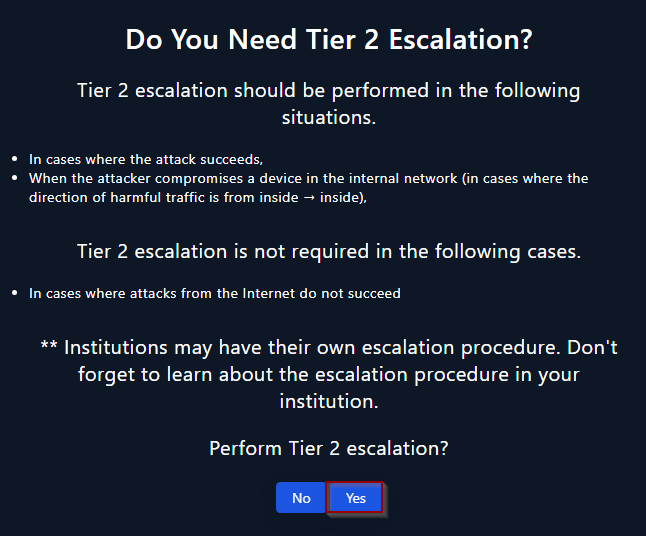 Do You Need Tier 2 Escalation?
Tier 2 escalation should be performed in the following
situations.
• In cases where the attack succeeds,
• When the attacker compromises a device in the internal network (in cases where the
direction of harmful traffic is from inside → inside),
Tier 2 escalation is not required in the following cases.
• In cases where attacks from the Internet do not succeed
** Institutions may have their own escalation procedure. Don't
forget to learn about the escalation procedure in your
institution.
Perform Tier 2 escalation?
No Yes